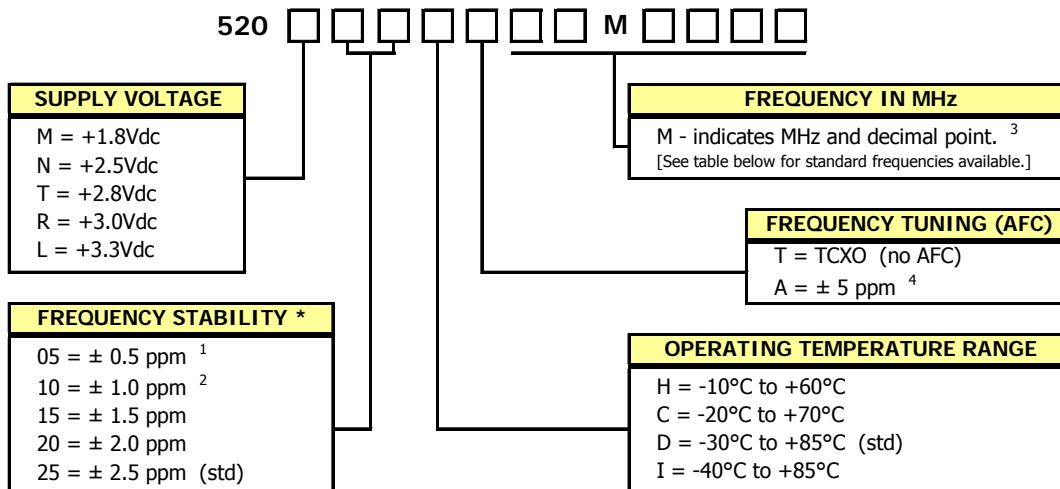 520 M
SUPPLY VOLTAGE
M = +1.8Vdc
N = +2.5Vdc
T = +2.8Vdc
R = +3.0Vdc
L = +3.3Vdc
FREQUENCY IN MHz
M - indicates MHz and decimal point. 3
[See table below for standard frequencies available.]
FREQUENCY TUNING (AFC)
T = TCXO (no AFC)
A = ± 5 ppm 4
FREQUENCY STABILITY *
05 = ± 0.5 ppm 1
10 = ± 1.0 ppm 2
15 = ± 1.5 ppm
20 = ± 2.0 ppm
25 = ± 2.5 ppm (std)
OPERATING TEMPERATURE RANGE
H = -10°C to +60°C
C = -20°C to +70°C
D = -30°C to +85°C (std)
I = -40°C to +85°C